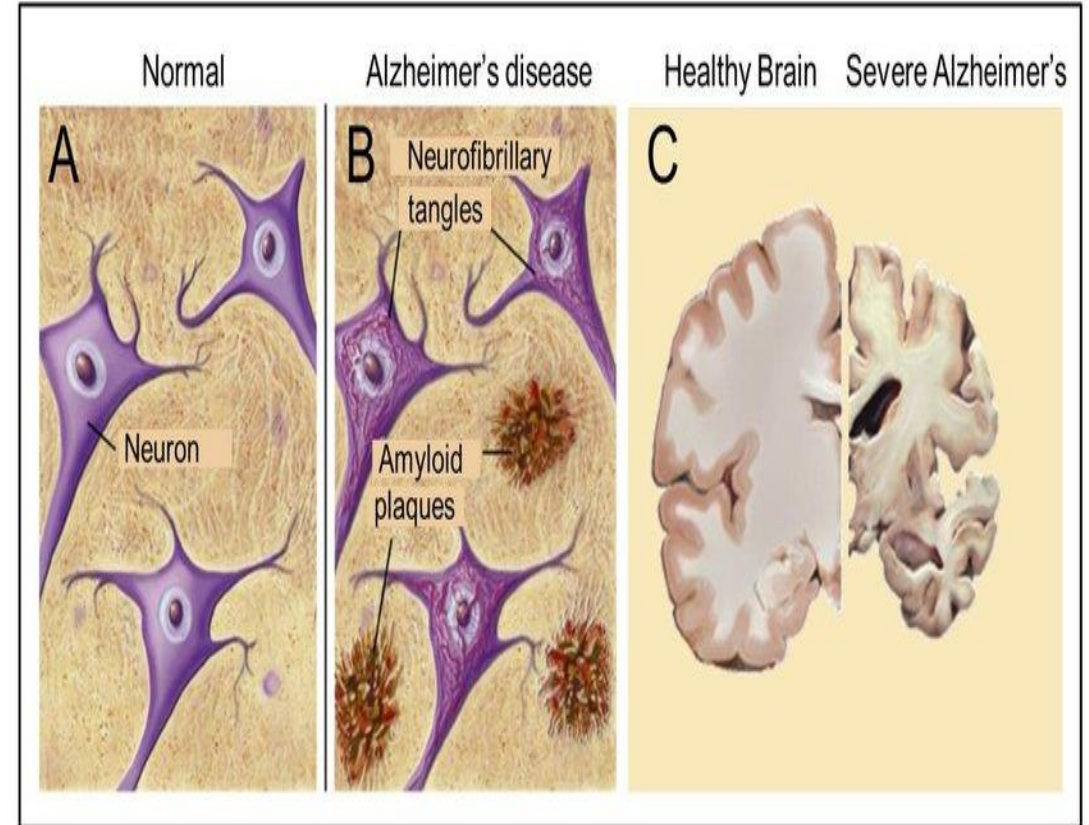 Normal
Alzheimer's disease
Healthy Brain
Severe Alzheimer's
A
Neuron
B
Neurofibrillary
tangles
Amyloid
plaques
C